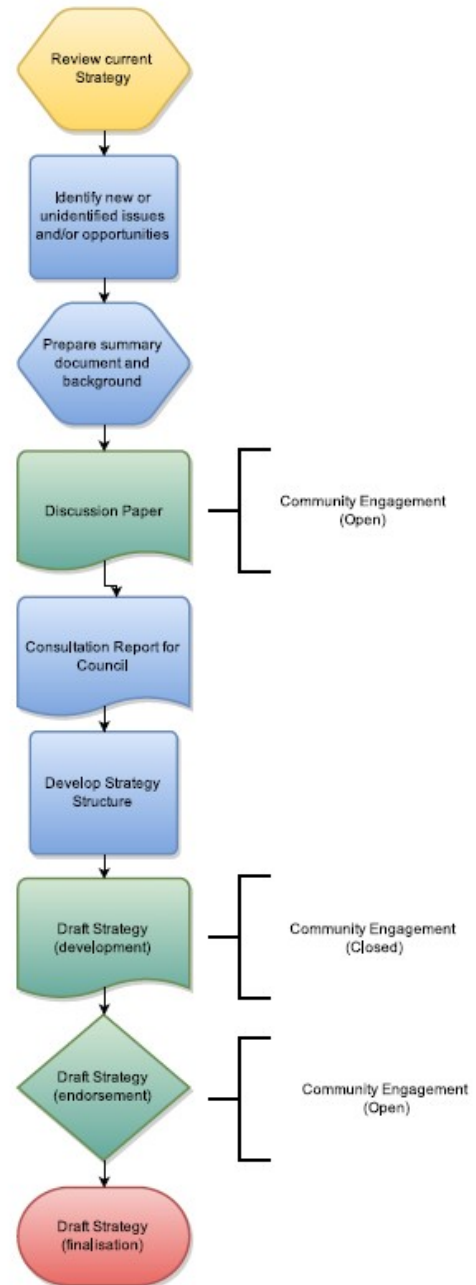 Review current
Strategy
Identify new or
unidentified issues
and/or opportunities
Prepare summary
document and
background
Discussion Paper
Community Engagement
(Open)
Consultation Report for
Council
Develop Strategy
Structure
Draft Strategy
(development)
Community Engagement
(Closed)
Draft Strategy
(endorsement)
Community Engagement
(Open)
Draft Strategy
(finalisation)